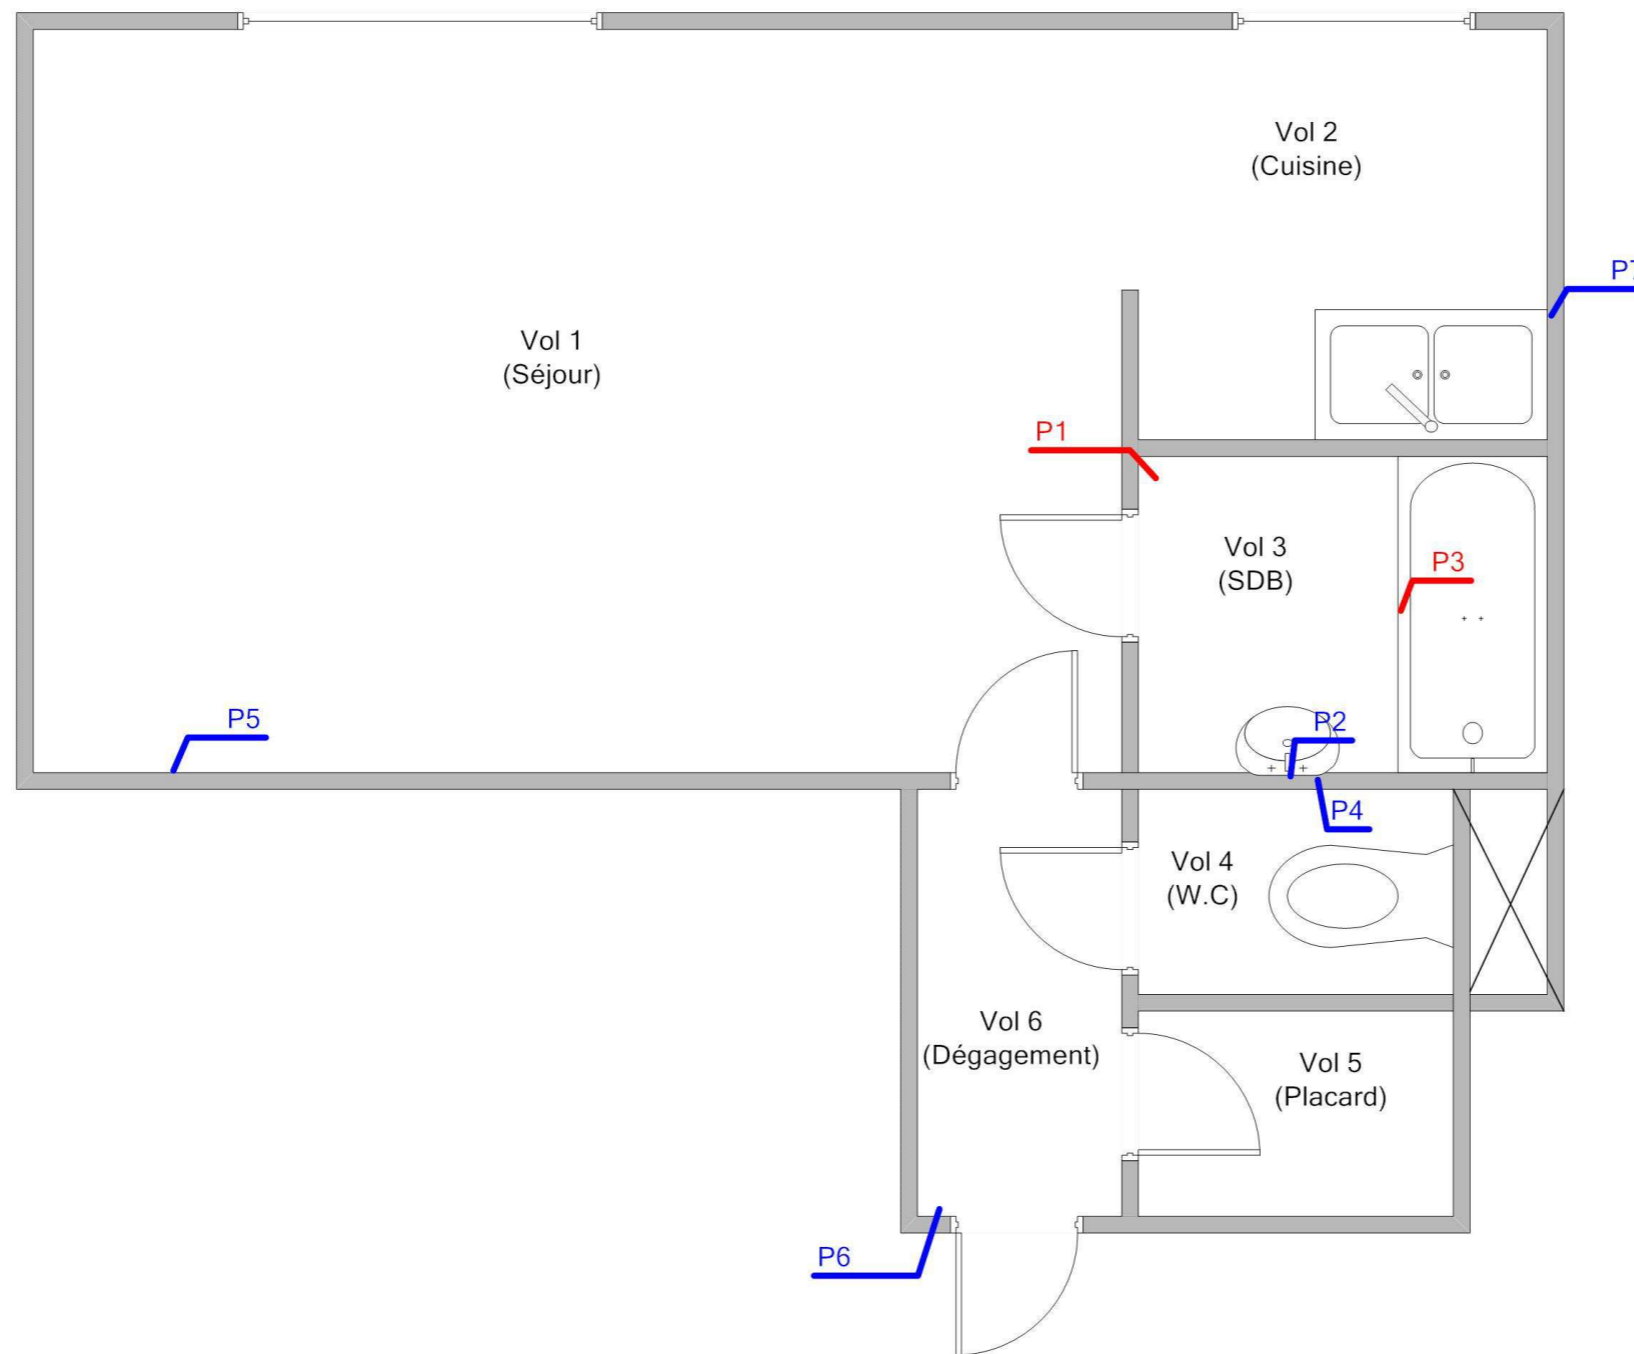 Vol 2
(Cuisine)
P7
Vol 1
(Séjour)
P1
Vol 3
(SDB)
P3
P5
P2
P4
Vol 4
(W.C)
Vol 6
(Dégagement)
Vol 5
(Placard)
P6